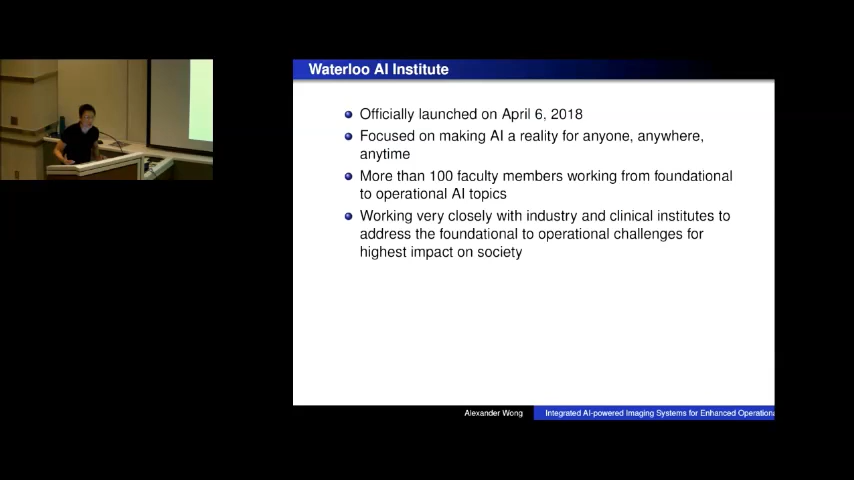 Waterloo AI Institute
Officially launched on April 6, 2018
Focused on making AI a reality for anyone, anywhere,
anytime
More than 100 faculty members working from foundational
to operational AI topics
Working very closely with industry and clinical institutes to
address the foundational to operational challenges for
highest impact on society
Alexander Wong
Integrated AI-powered Imaging Systems for Enhanced Operationa